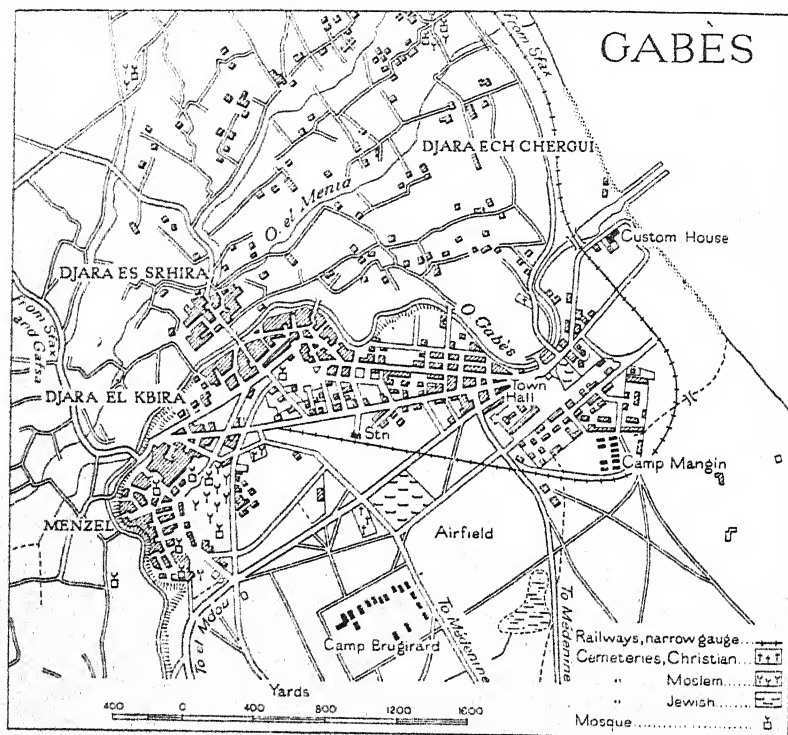 GABÈS
From Sfax
DJARA ECH CHERGUI
O. el Menta
Custom House
DJARA ES SRHIRA
From Sfax
and Gafsa
O. Gabès
DJARA EL KBIRA
Town
Hall
Stn
Camp Mangin
MENZEL
Airfield
To el Mdou
Camp Brugirard
To Médenine
To Médenine
Railways, narrow gauge....
Cemeteries, Christian....
" Moslem......
" Jewish......
Mosque.................
Yards
400 0 400 800 1200 1600